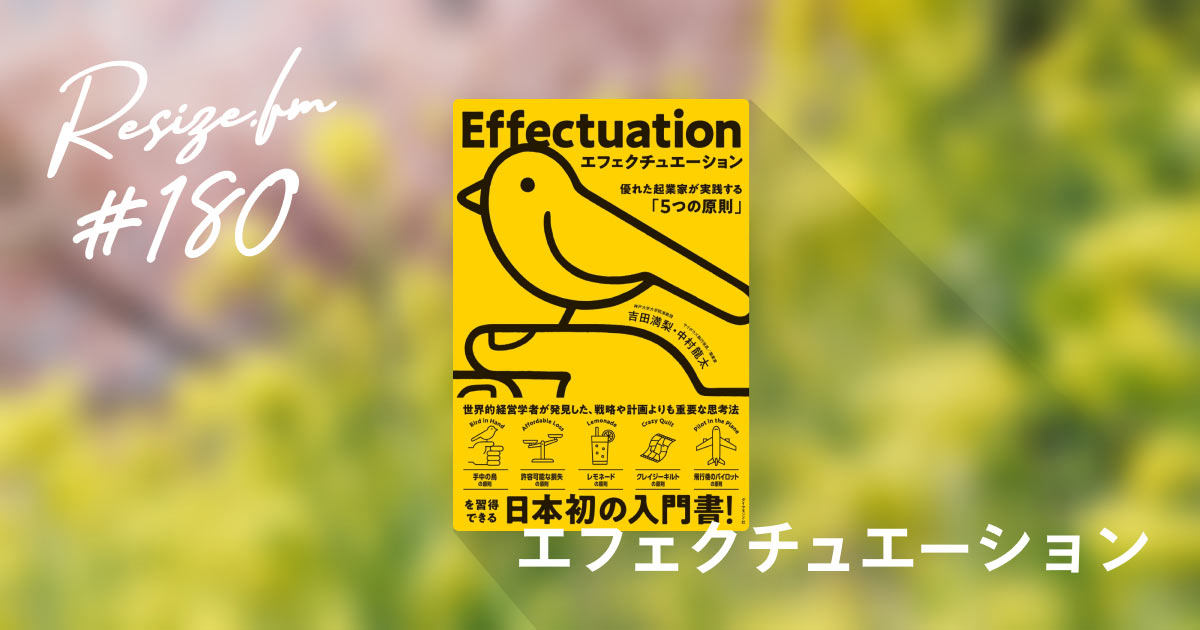 Resize.fm
#180
Effectuation
エフェクチュエーション
優れた起業家が実践する
「5つの原則」
吉田満梨・中村龍太
世界的経営学者が発見した、戦略や計画よりも重要な思考法
Bird in Hand
Affordable Loss
Lemonade
Crazy Quilt
Pilot in the Plane
手中の鳥
の原則
許容可能な損失
の原則
レモネード
の原則
クレイジーキルト
の原則
飛行機のパイロット
の原則
を習得
できる
日本初の入門書!
ダイヤモンド社
エフェクチュエーション